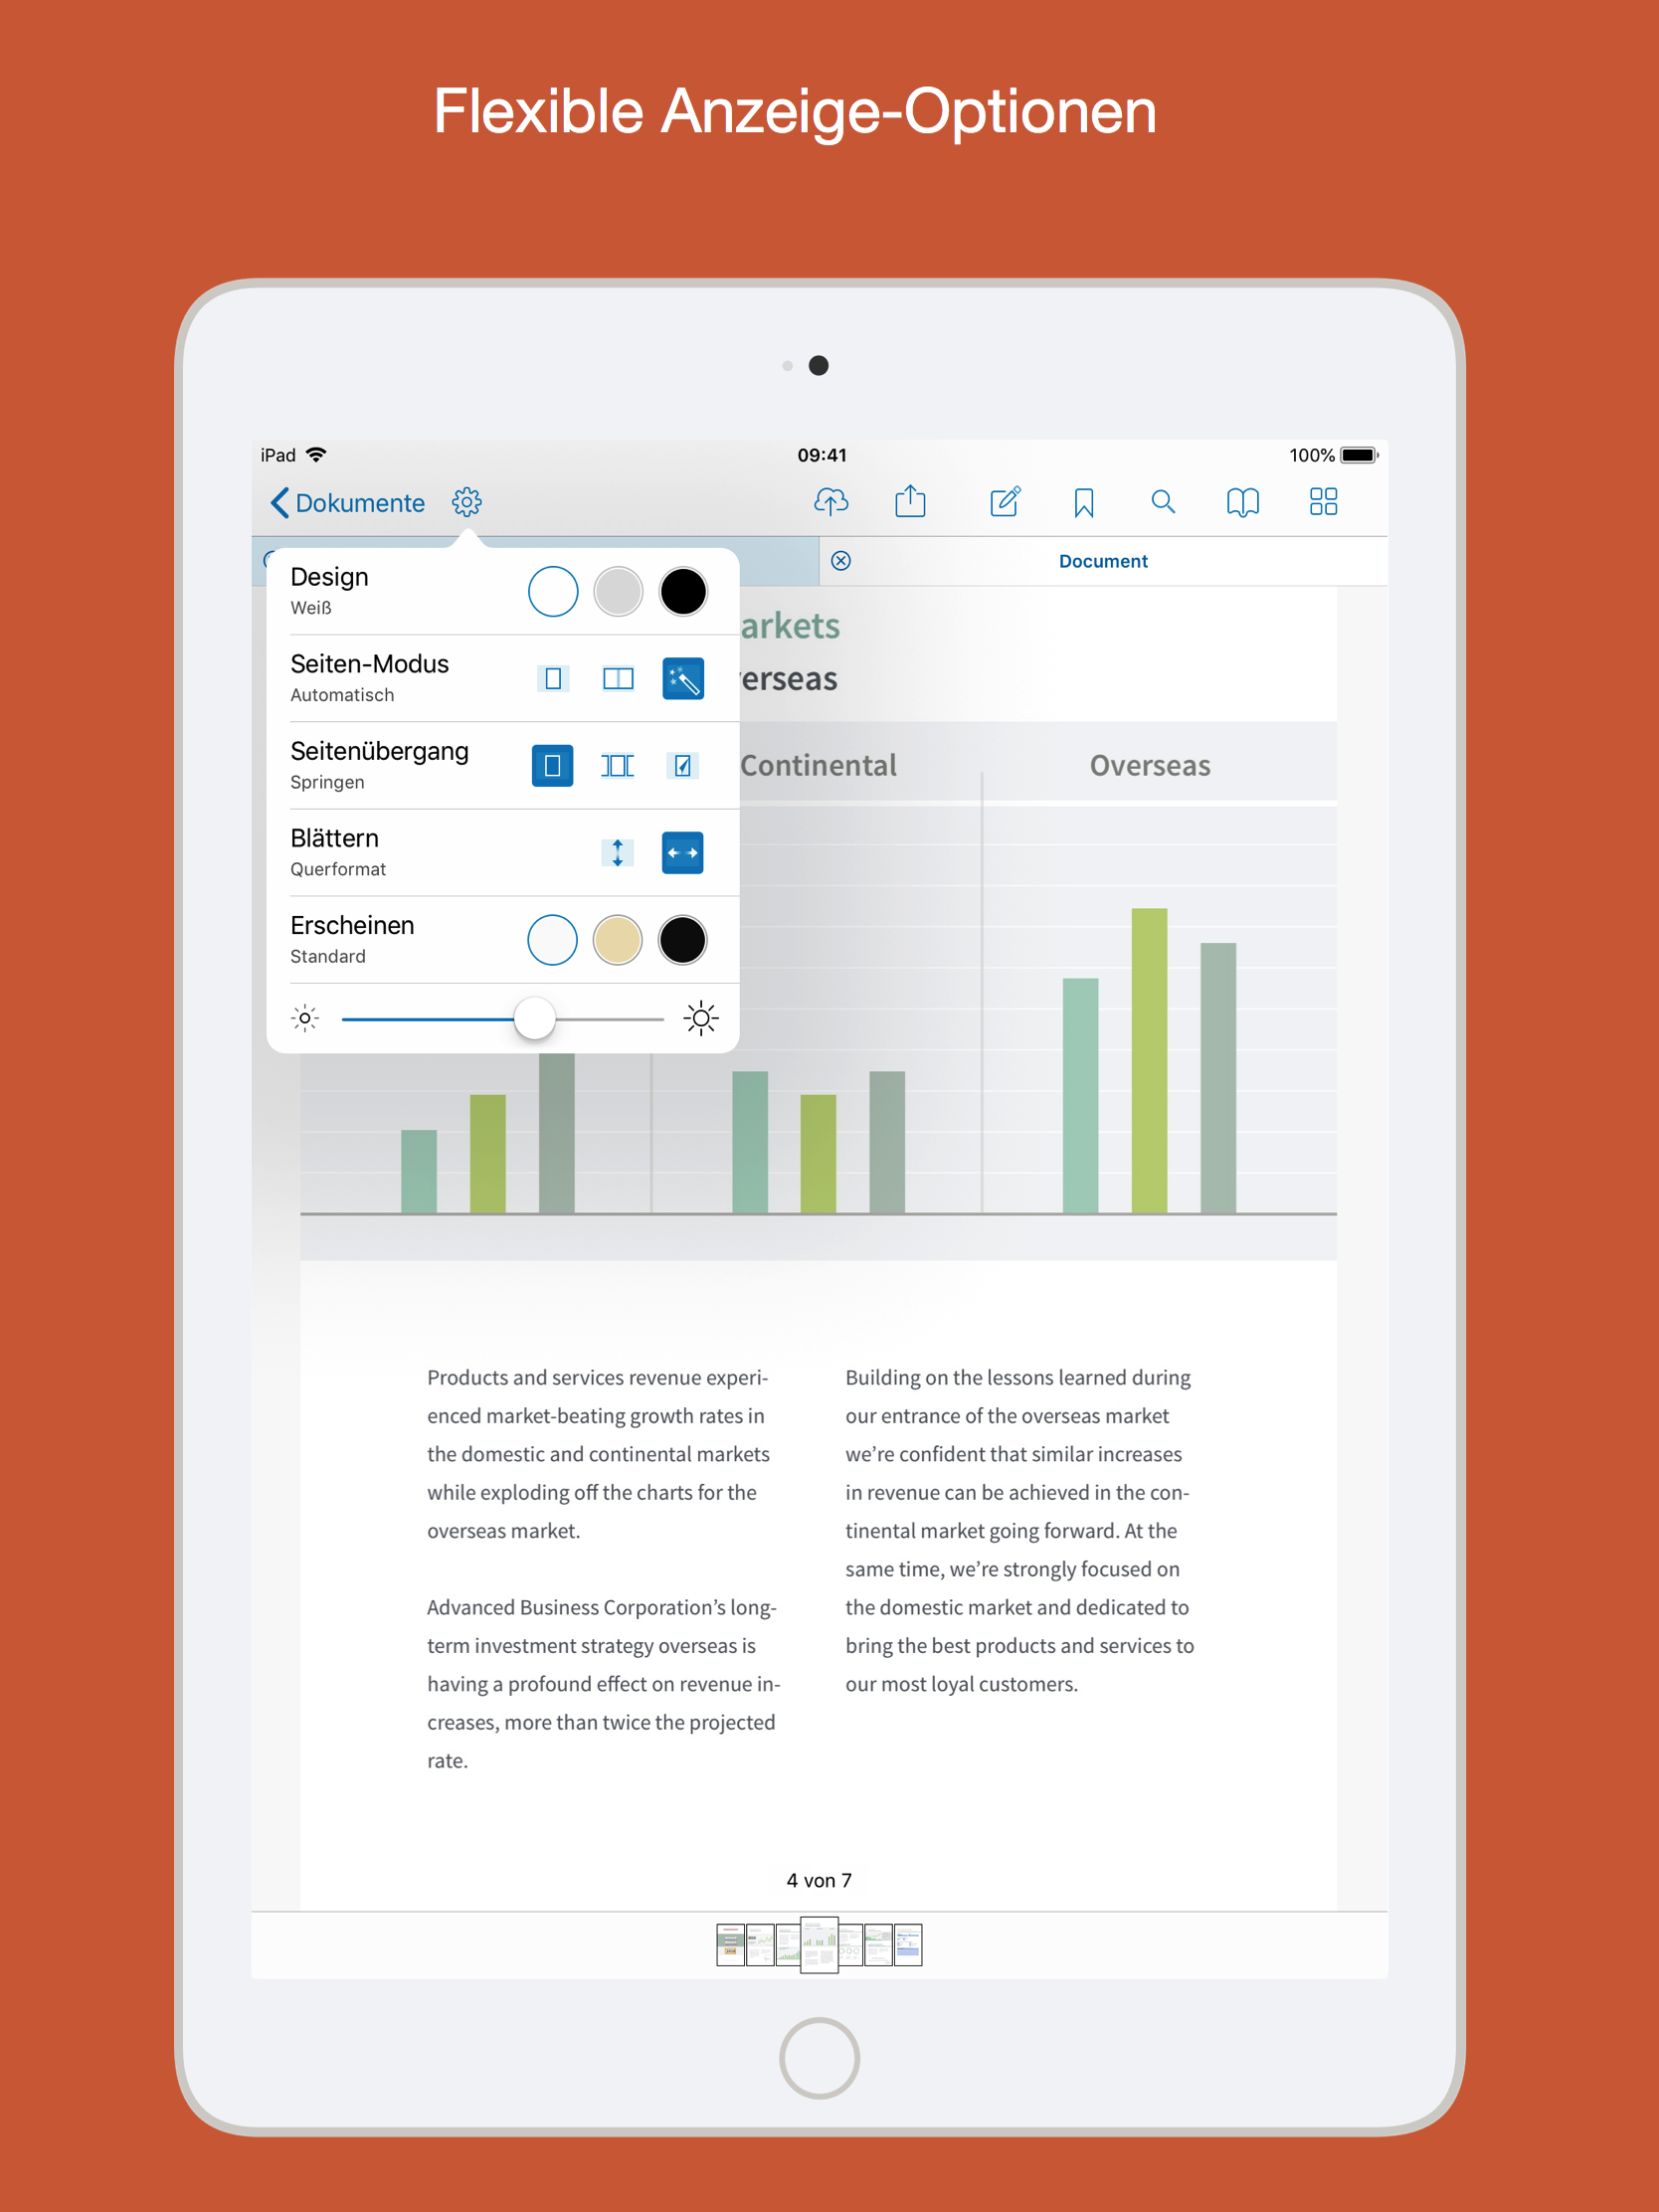 Flexible Anzeige-Optionen
iPad
09:41
100%
Dokumente
Document
Design
Weiß
Seiten-Modus
Automatisch
Seitenübergang
Springen
Blättern
Querformat
Erscheinen
Standard
arkets
erseas
Continental
Overseas
Products and services revenue experi-
enced market-beating growth rates in
the domestic and continental markets
while exploding off the charts for the
overseas market.
Advanced Business Corporation’s long-
term investment strategy overseas is
having a profound effect on revenue in-
creases, more than twice the projected
rate.
Building on the lessons learned during
our entrance of the overseas market
we’re confident that similar increases
in revenue can be achieved in the con-
tinental market going forward. At the
same time, we’re strongly focused on
the domestic market and dedicated to
bring the best products and services to
our most loyal customers.
4 von 7